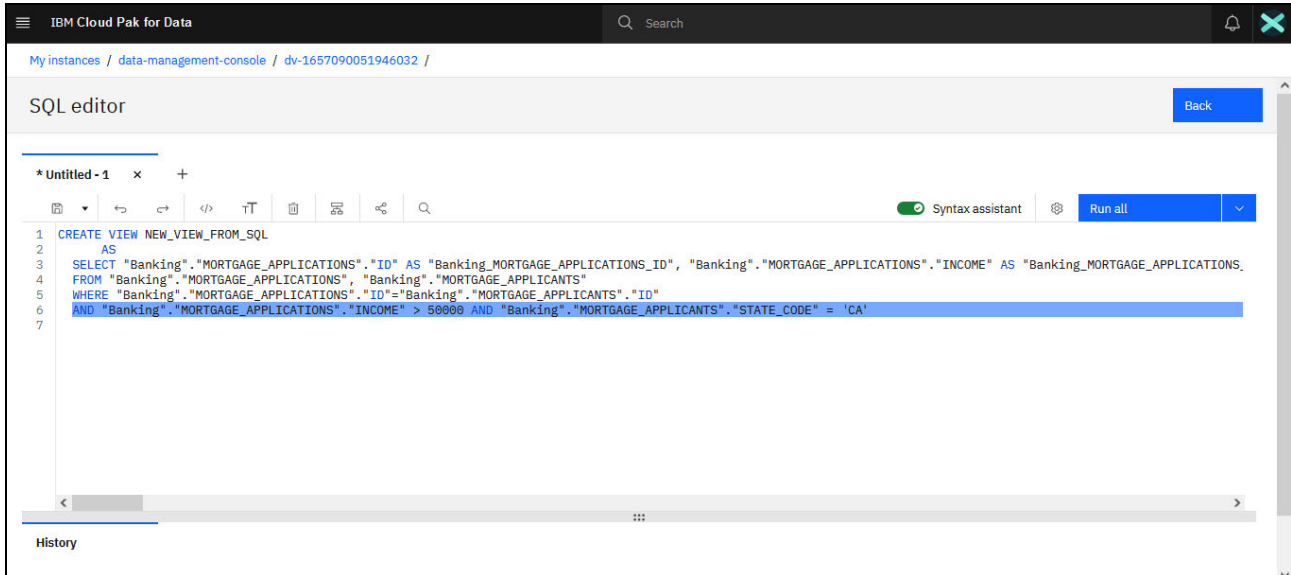 IBM Cloud Pak for Data
Search
My instances / data-management-console / dv-1657090051946032 /
SQL editor
Back
* Untitled - 1 × +
</> TT Syntax assistant Run all
1 CREATE VIEW NEW_VIEW_FROM_SQL
2 AS
3 SELECT "Banking"."MORTGAGE_APPLICATIONS"."ID" AS "Banking_MORTGAGE_APPLICATIONS_ID", "Banking"."MORTGAGE_APPLICATIONS"."INCOME" AS "Banking_MORTGAGE_APPLICATIONS_
4 FROM "Banking"."MORTGAGE_APPLICATIONS", "Banking"."MORTGAGE_APPLICANTS"
5 WHERE "Banking"."MORTGAGE_APPLICATIONS"."ID"="Banking"."MORTGAGE_APPLICANTS"."ID"
6 AND "Banking"."MORTGAGE_APPLICATIONS"."INCOME" > 50000 AND "Banking"."MORTGAGE_APPLICANTS"."STATE_CODE" = 'CA'
7
History